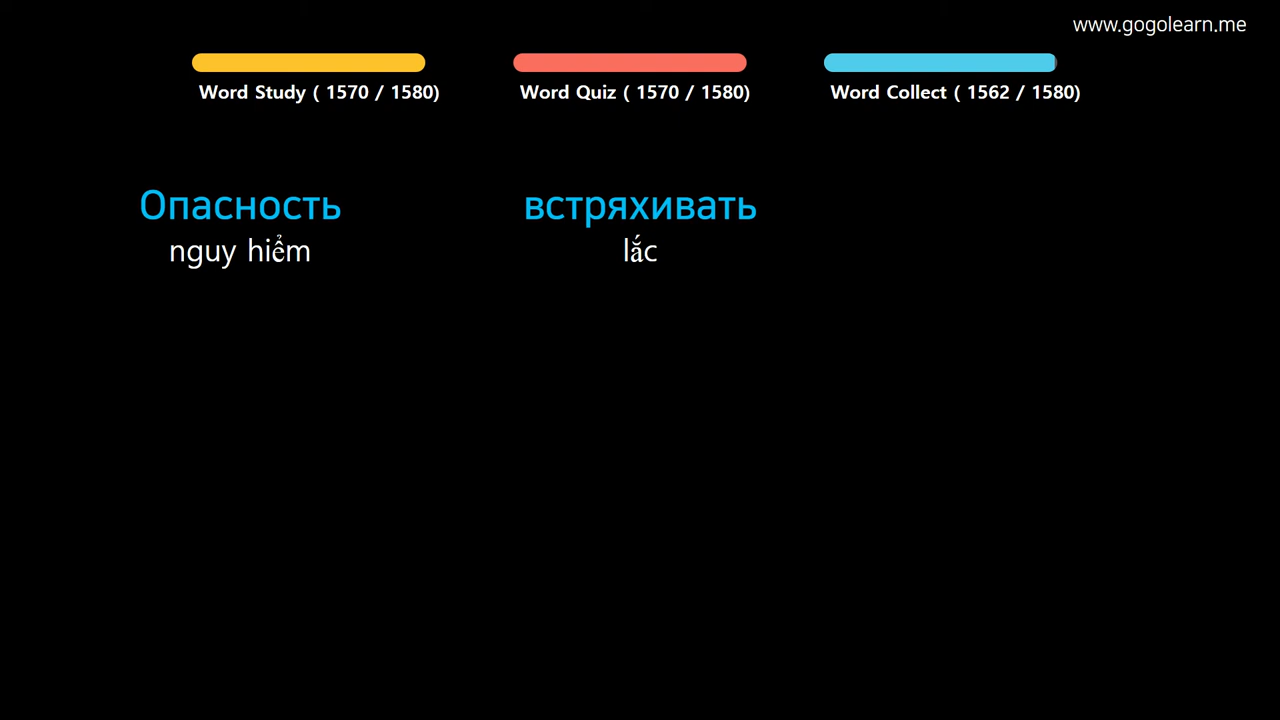 www.gogolearn.me
Word Study ( 1570 / 1580)
Word Quiz ( 1570 / 1580)
Word Collect ( 1562 / 1580)
Опасность
nguy hiểm
встряхивать
lắc